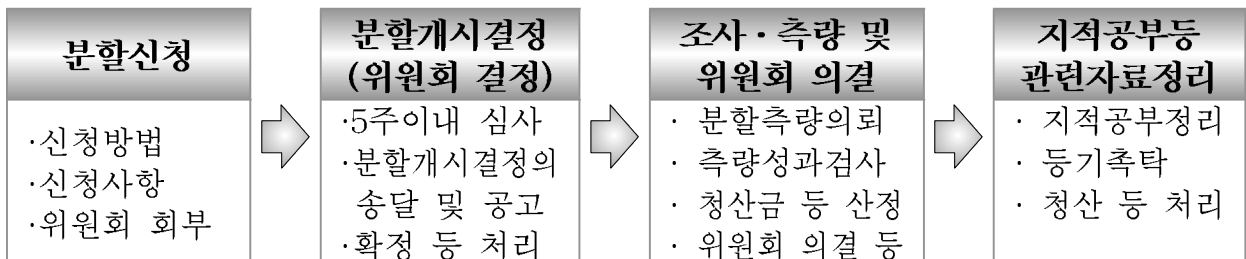 분할신청
·신청방법
·신청사항
·위원회 회부
분할개시결정
(위원회 결정)
·5주이내 심사
·분할개시결정의
송달 및 공고
·확정 등 처리
조사·측량 및
위원회 의결
· 분할측량의뢰
· 측량성과검사
· 청산금 등 산정
· 위원회 의결 등
지적공부등
관련자료정리
· 지적공부정리
· 등기촉탁
· 청산 등 처리